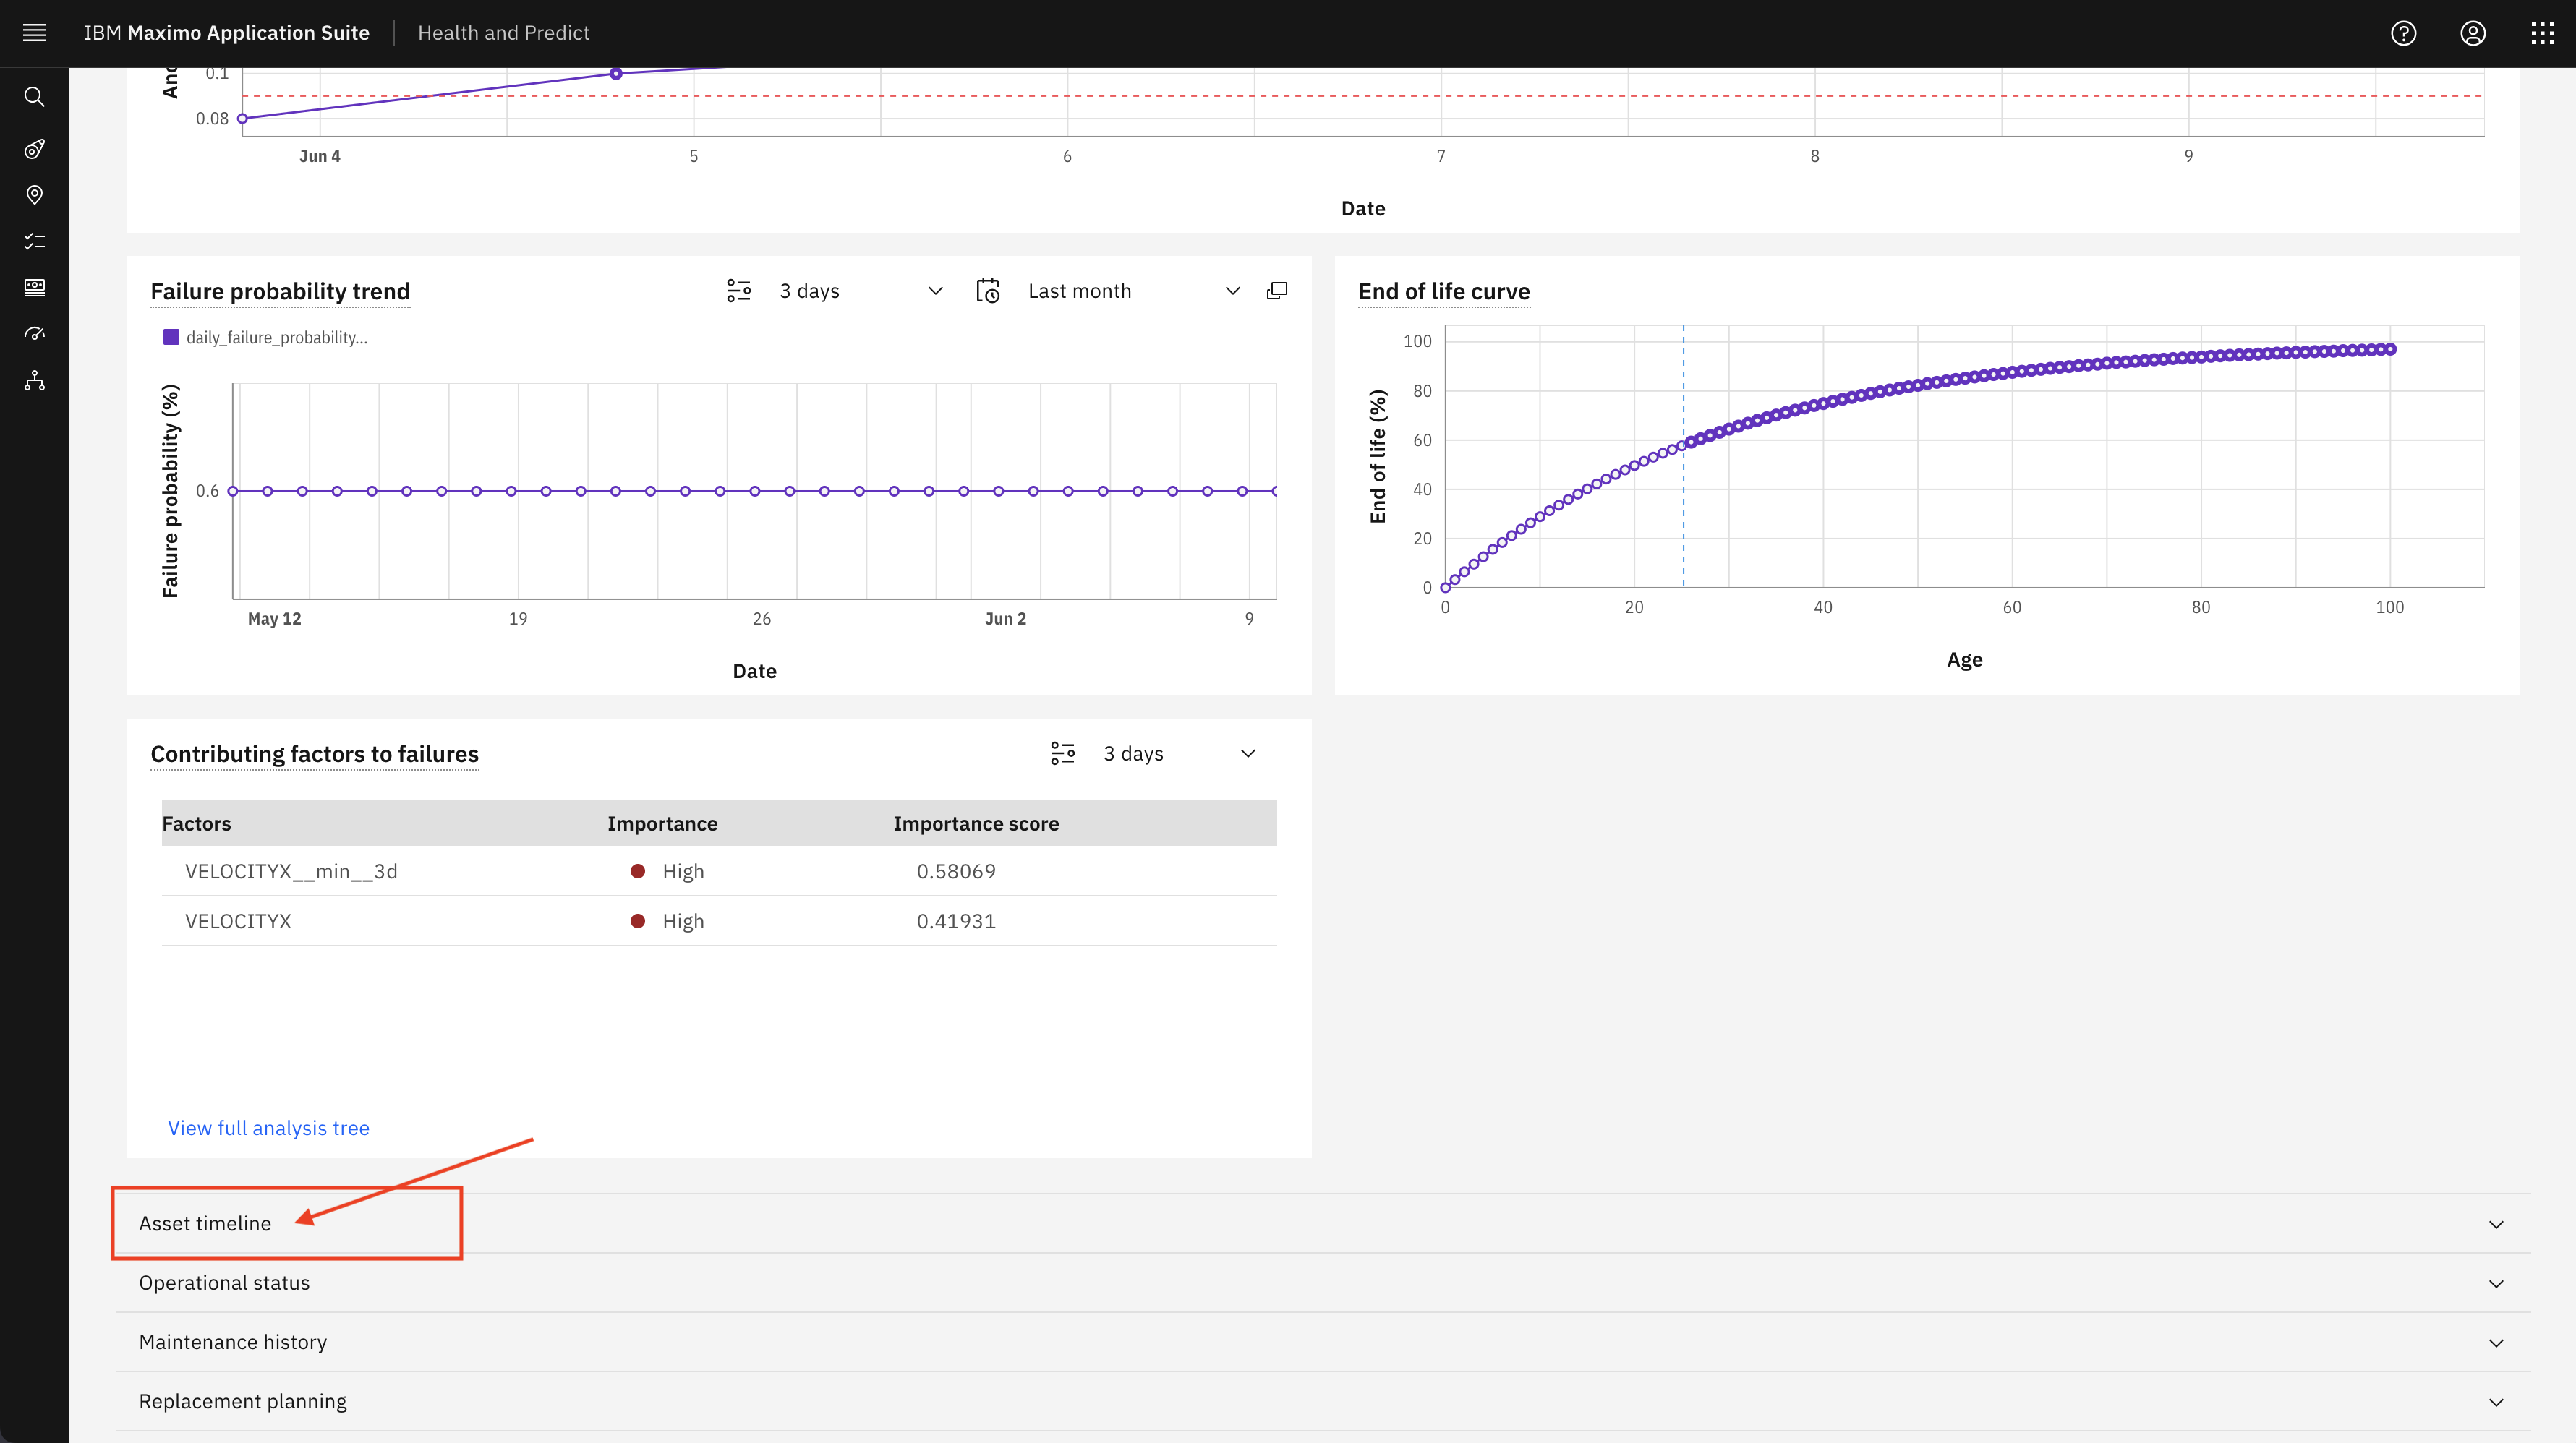 IBM Maximo Application Suite Health and Predict
0.1
0.08
Jun 4 5 6 7 8 9
Date
Failure probability trend 3 days Last month
daily_failure_probability...
Failure probability (%)
0.6
May 12 19 26 Jun 2 9
Date
End of life curve
End of life (%)
100
80
60
40
20
0
0 20 40 60 80 100
Age
Contributing factors to failures 3 days
Factors Importance Importance score
VELOCITYX__min__3d High 0.58069
VELOCITYX High 0.41931
View full analysis tree
Asset timeline
Operational status
Maintenance history
Replacement planning